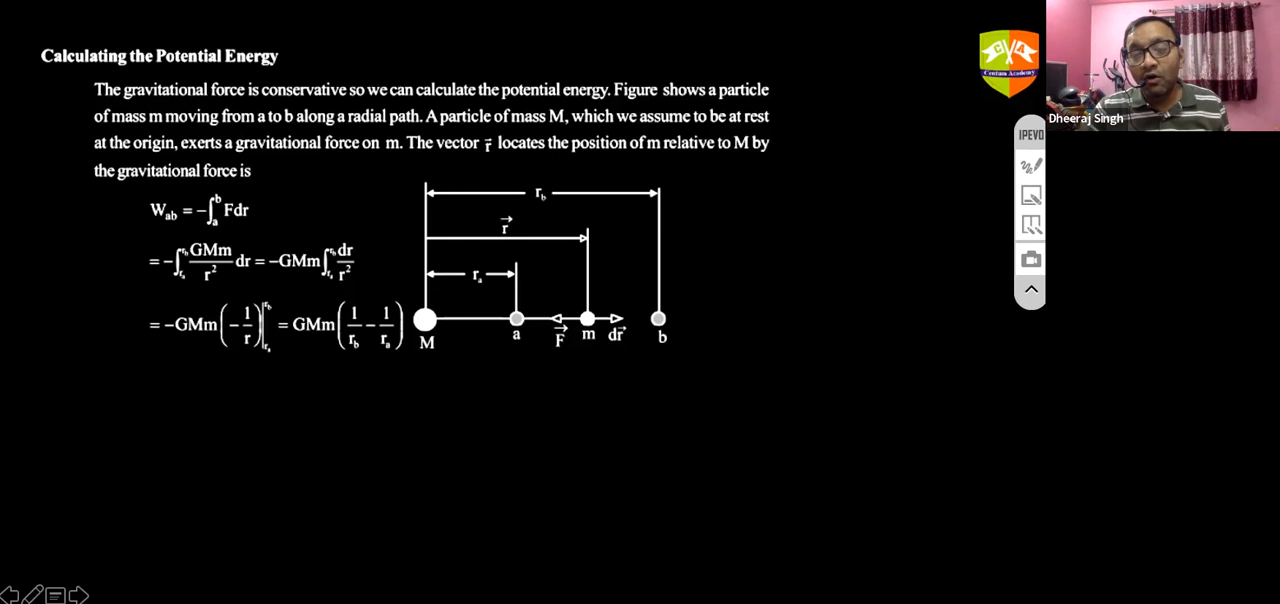 Calculating the Potential Energy
The gravitational force is conservative so we can calculate the potential energy. Figure shows a particle
of mass m moving from a to b along a radial path. A particle of mass M, which we assume to be at rest
at the origin, exerts a gravitational force on m. The vector r⃗ locates the position of m relative to M by
the gravitational force is
W_ab = −∫_a^b Fdr
= −∫_{r_a}^{r_b} GMm/r² dr = −GMm ∫_{r_a}^{r_b} dr/r²
= −GMm(−1/r)|_{r_a}^{r_b} = GMm(1/r_b − 1/r_a)
r_b
r⃗
r_a
M
a
F⃗
m
dr⃗
b
C A
Centum Academy
Dheeraj Singh
IPEVO